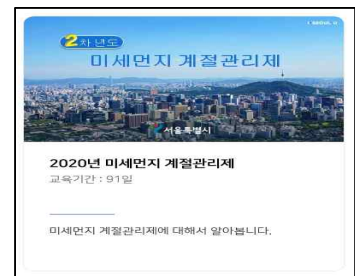 2차년도
미세먼지 계절관리제
서울특별시
2020년 미세먼지 계절관리제
교육기간 : 91일
미세먼지 계절관리제에 대해서 알아봅니다.